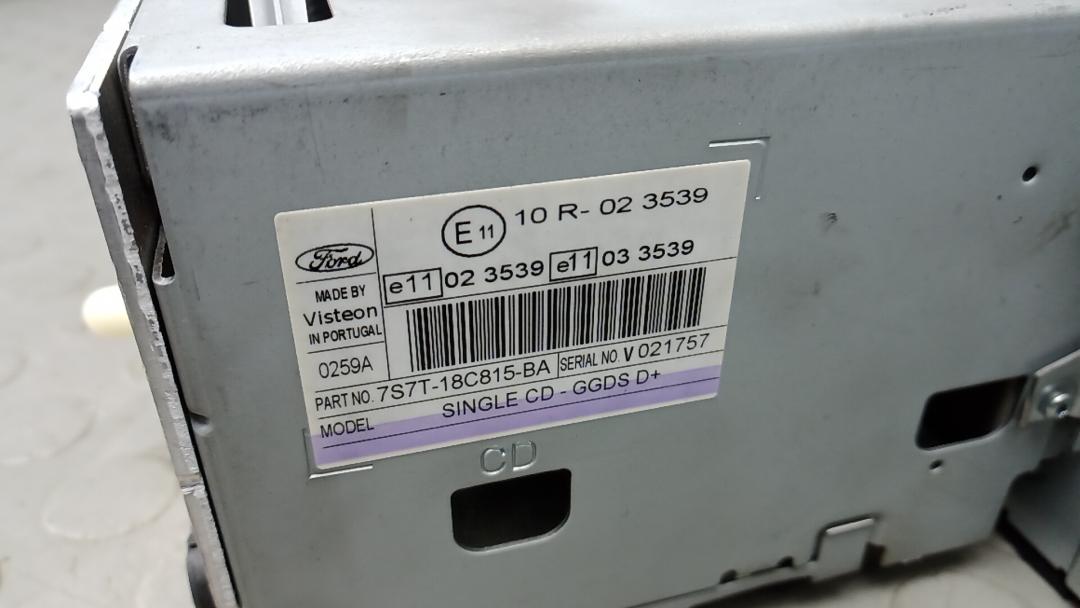 E 11 10 R- 02 3539
Ford
e11 02 3539 e11 03 3539
MADE BY
Visteon
IN PORTUGAL
0259A
PART NO. 7S7T-18C815-BA SERIAL NO. V 021757
MODEL SINGLE CD - GGDS D+
CD